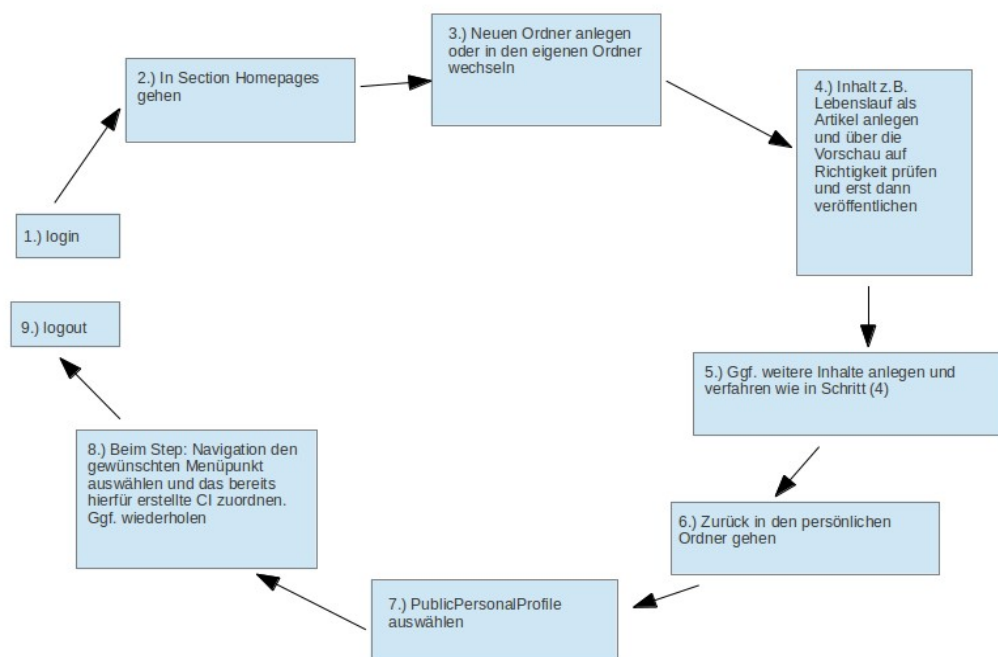 1.) login
2.) In Section Homepages
gehen
3.) Neuen Ordner anlegen
oder in den eigenen Ordner
wechseln
4.) Inhalt z.B.
Lebenslauf als
Artikel anlegen
und über die
Vorschau auf
Richtigkeit prüfen
und erst dann
veröffentlichen
5.) Ggf. weitere Inhalte anlegen und
verfahren wie in Schritt (4)
6.) Zurück in den persönlichen
Ordner gehen
7.) PublicPersonalProfile
auswählen
8.) Beim Step: Navigation den
gewünschten Menüpunkt
auswählen und das bereits
hierfür erstellte CI zuordnen.
Ggf. wiederholen
9.) logout